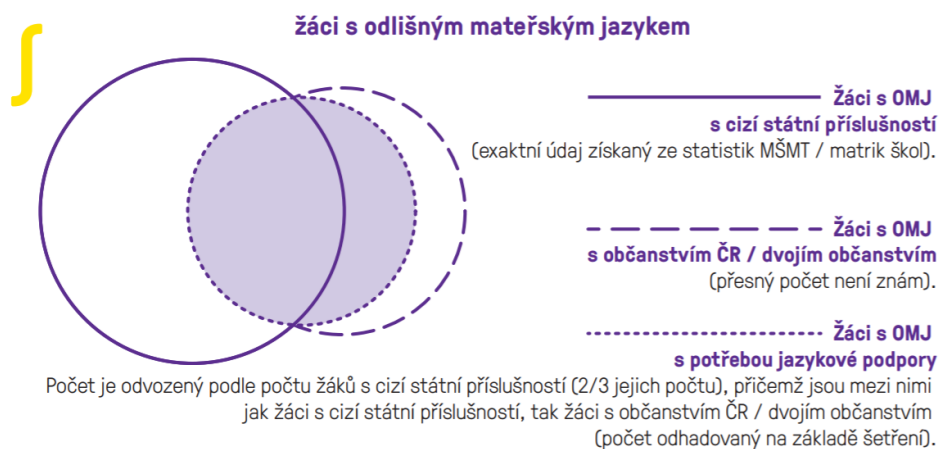 žáci s odlišným mateřským jazykem
Žáci s OMJ
s cizí státní příslušností
(exaktní údaj získaný ze statistik MŠMT / matrik škol).
Žáci s OMJ
s občanstvím ČR / dvojím občanstvím
(přesný počet není znám).
Žáci s OMJ
s potřebou jazykové podpory
Počet je odvozený podle počtu žáků s cizí státní příslušností (2/3 jejich počtu), přičemž jsou mezi nimi
jak žáci s cizí státní příslušností, tak žáci s občanstvím ČR / dvojím občanstvím
(počet odhadovaný na základě šetření).